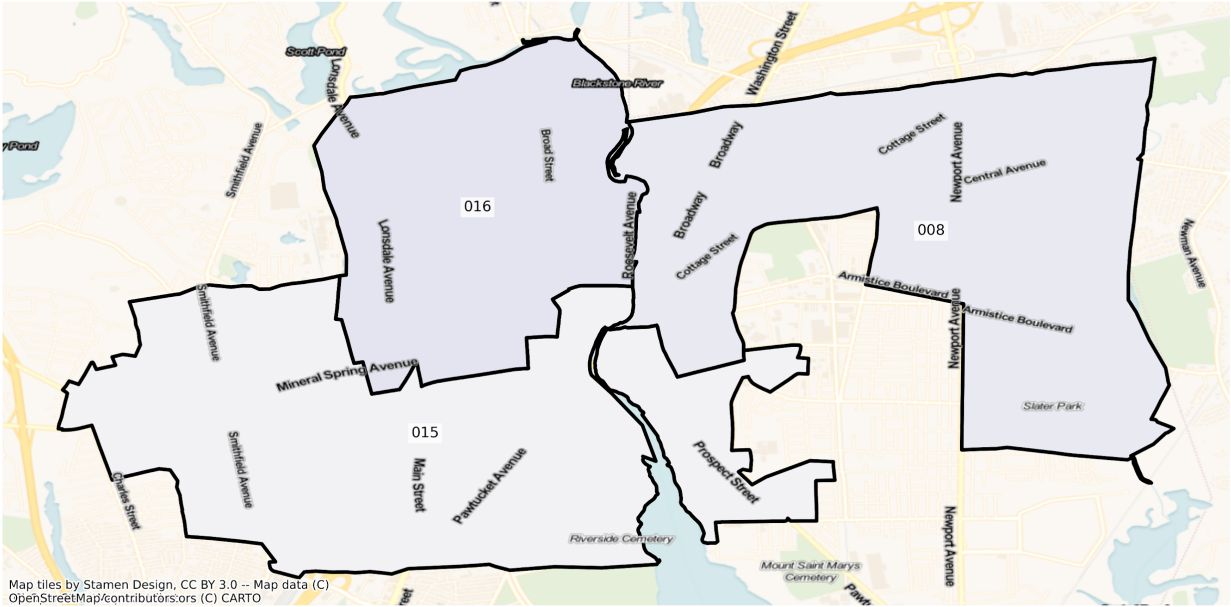 Scott Pond
Lonsdale Avenue
Washington Street
Blackstone River
Smithfield Avenue
Broad Street
Broadway
Cottage Street
Newport Avenue
Central Avenue
y Pond
016
Broadway
Roosevelt Avenue
008
Newman Avenue
Lonsdale Avenue
Cottage Street
Armistice Boulevard
Smithfield Avenue
Newport Avenue
Armistice Boulevard
Mineral Spring Avenue
Slater Park
015
Smithfield Avenue
Main Street
Pawtucket Avenue
Prospect Street
Charles Street
Riverside Cemetery
Newport Avenue
Mount Saint Marys
Cemetery
Pawt
reet
Map tiles by Stamen Design, CC BY 3.0 -- Map data (C)
OpenStreetMap contributors.ors (C) CARTO